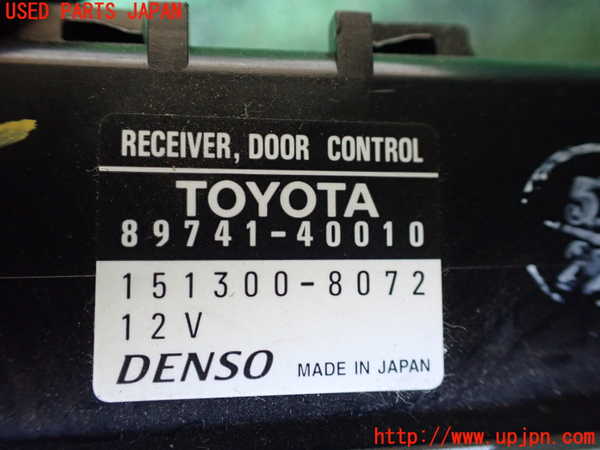 USED PARTS JAPAN
RECEIVER, DOOR CONTROL
TOYOTA
89741-40010
151300-8072
12V
DENSO MADE IN JAPAN
http://www.upjpn.com